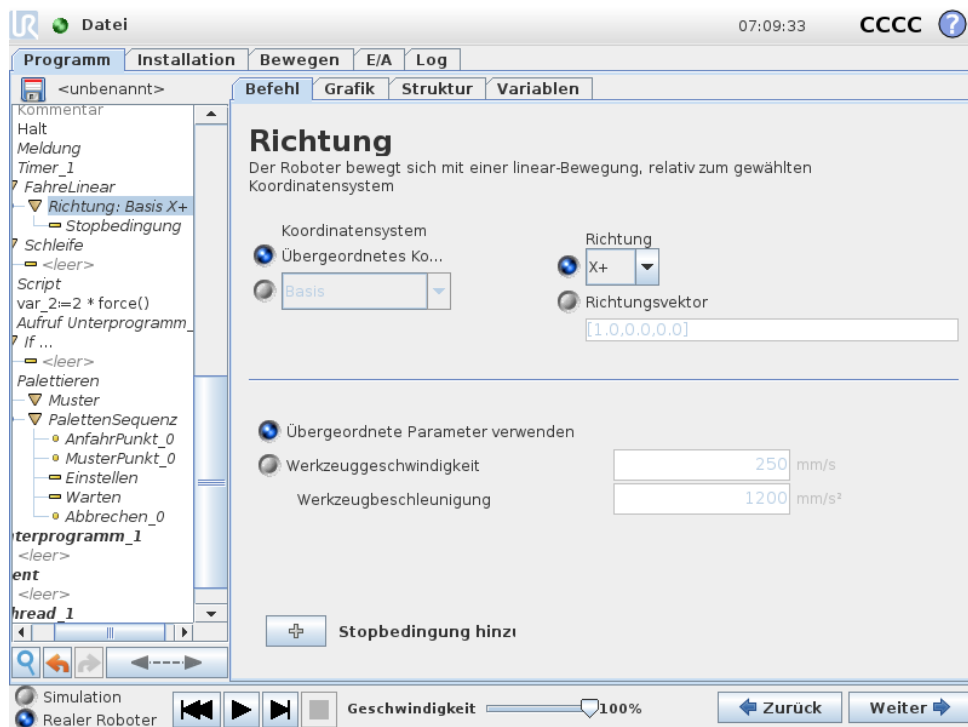 UR Datei 07:09:33 CCCC ?
Programm Installation Bewegen E/A Log
<unbenannt>
Befehl Grafik Struktur Variablen
Kommentar
Halt
Meldung
Timer_1
FahreLinear
Richtung: Basis X+
Stopbedingung
Schleife
<leer>
Script
var_2:=2 * force()
Aufruf Unterprogramm_
If ...
<leer>
Palettieren
Muster
PalettenSequenz
AnfahrPunkt_0
MusterPunkt_0
Einstellen
Warten
Abbrechen_0
nterprogramm_1
<leer>
ent
<leer>
hread_1
Richtung
Der Roboter bewegt sich mit einer linear-Bewegung, relativ zum gewählten
Koordinatensystem
Koordinatensystem
Übergeordnetes Ko...
Basis
Richtung
X+
Richtungsvektor
[1.0,0.0,0.0]
Übergeordnete Parameter verwenden
Werkzeuggeschwindigkeit 250 mm/s
Werkzeugbeschleunigung 1200 mm/s²
Stopbedingung hinzu
Simulation
Realer Roboter
Geschwindigkeit 100%
Zurück Weiter